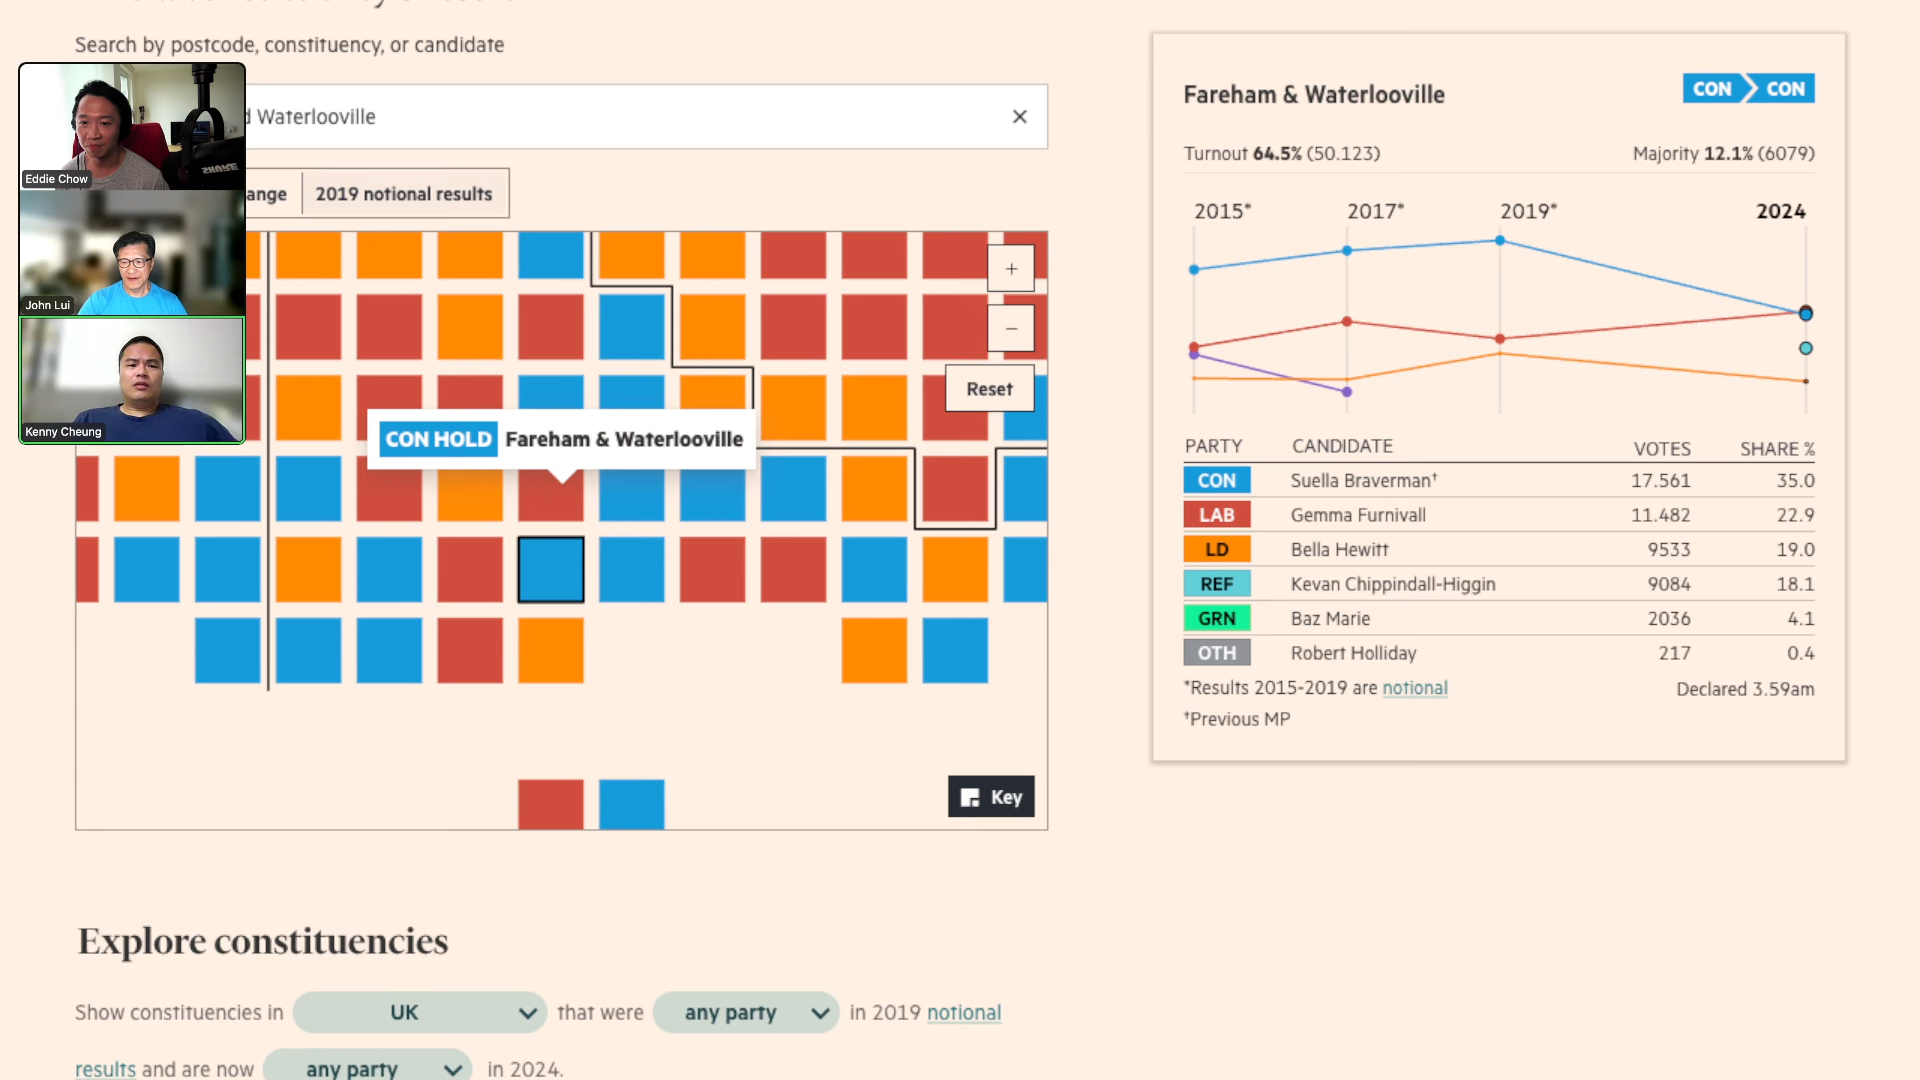 Search by postcode, constituency, or candidate
d Waterlooville
×
ange
2019 notional results
+
−
Reset
CON HOLD Fareham & Waterlooville
Key
Eddie Chow
SHURE
John Lui
Kenny Cheung
Fareham & Waterlooville
CON CON
Turnout 64.5% (50.123)
Majority 12.1% (6079)
2015* 2017* 2019* 2024
PARTY CANDIDATE VOTES SHARE %
CON Suella Braverman† 17.561 35.0
LAB Gemma Furnivall 11.482 22.9
LD Bella Hewitt 9533 19.0
REF Kevan Chippindall-Higgin 9084 18.1
GRN Baz Marie 2036 4.1
OTH Robert Holliday 217 0.4
*Results 2015-2019 are notional
Declared 3.59am
†Previous MP
Explore constituencies
Show constituencies in UK that were any party in 2019 notional
results and are now any party in 2024.